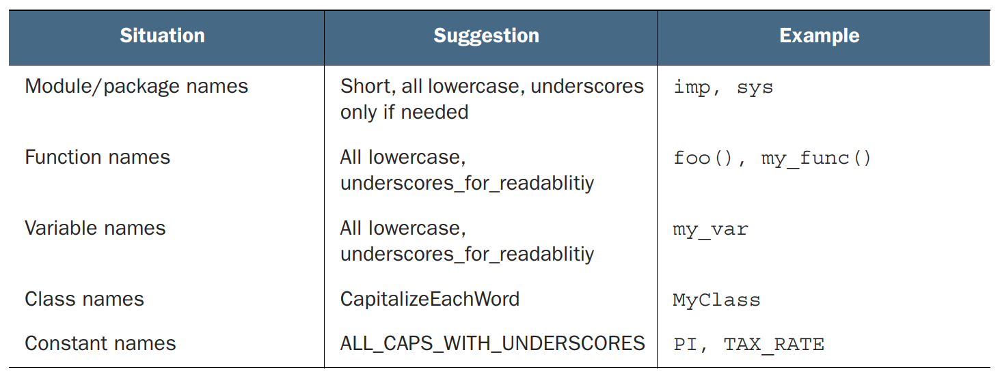 Situation Suggestion Example
Module/package names Short, all lowercase, underscores imp, sys
only if needed
Function names All lowercase, foo(), my_func()
underscores_for_readablitiy
Variable names All lowercase, my_var
underscores_for_readablitiy
Class names CapitalizeEachWord MyClass
Constant names ALL_CAPS_WITH_UNDERSCORES PI, TAX_RATE